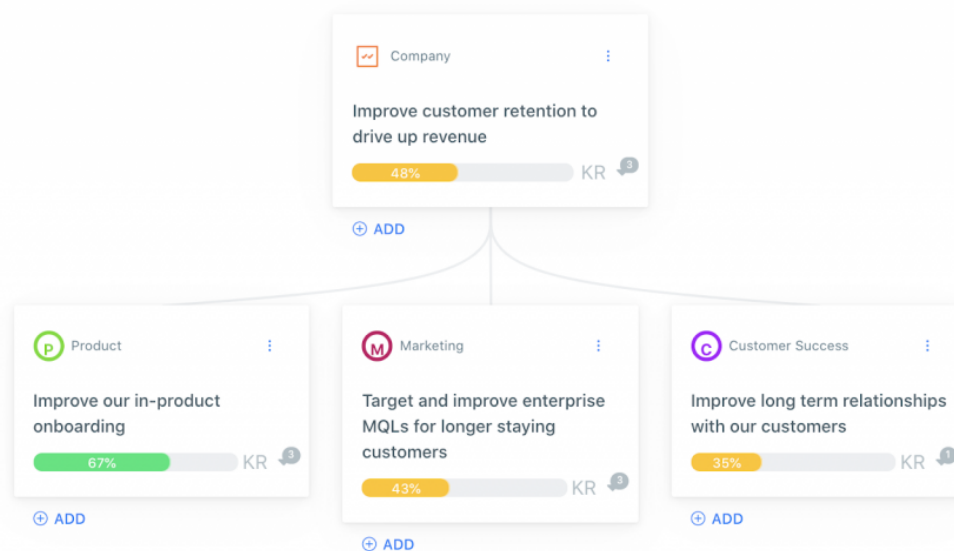 Company
Improve customer retention to
drive up revenue
48%
KR
3
ADD
P
Product
Improve our in-product
onboarding
67%
KR
3
ADD
M
Marketing
Target and improve enterprise
MQLs for longer staying
customers
43%
KR
3
ADD
C
Customer Success
Improve long term relationships
with our customers
35%
KR
1
ADD